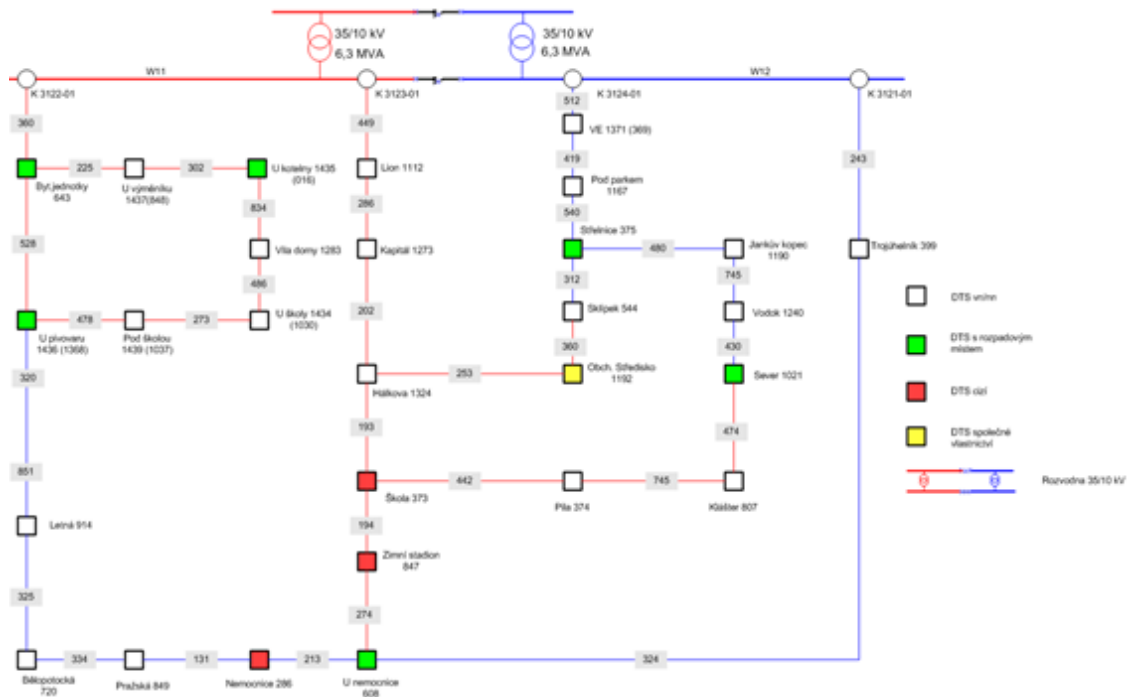 35/10 kV
6,3 MVA
35/10 kV
6,3 MVA
W11
W12
K 3122-01
K 3123-01
K 3124-01
K 3121-01
360
449
512
VE 1371 (369)
419
243
225
302
Byt.jednotky
643
U výměníku
1437(848)
U kotelny 1435
(016)
Lion 1112
Pod parkem
1167
834
286
540
Střelnice 375
528
Vila domy 1283
Kapitál 1273
480
Jankův kopec
1190
Trojúhelník 399
486
312
745
DTS vn/nn
202
Sklípek 544
Vodok 1240
478
273
U pivovaru
1436 (1368)
Pod školou
1439 (1037)
U školy 1434
(1030)
360
430
DTS s rozpadovým
místem
320
253
Hálkova 1324
Obch. Středisko
1192
Sever 1021
DTS cizí
193
474
DTS společné
vlastnictví
851
442
745
Škola 373
Pila 374
Klášter 807
Rozvodna 35/10 kV
Letná 914
194
Zimní stadion
847
325
274
334
131
213
324
Bělopotocká
720
Pražská 849
Nemocnice 286
U nemocnice
608